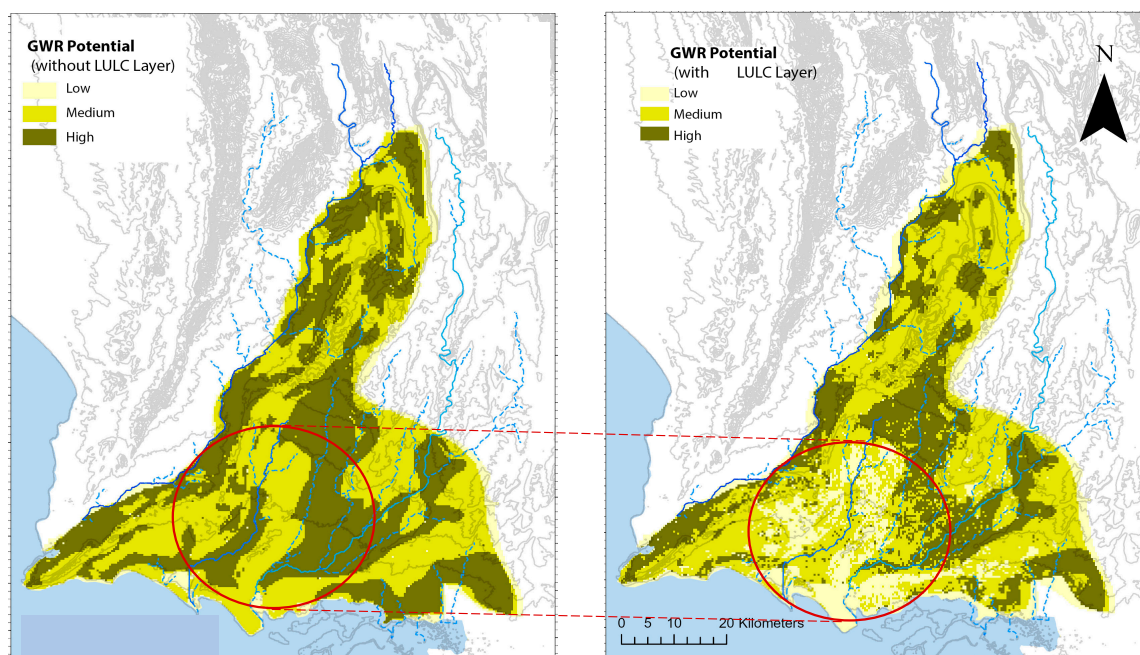 GWR Potential
(without LULC Layer)
Low
Medium
High
GWR Potential
(with LULC Layer)
Low
Medium
High
N
0 5 10 20 Kilometers